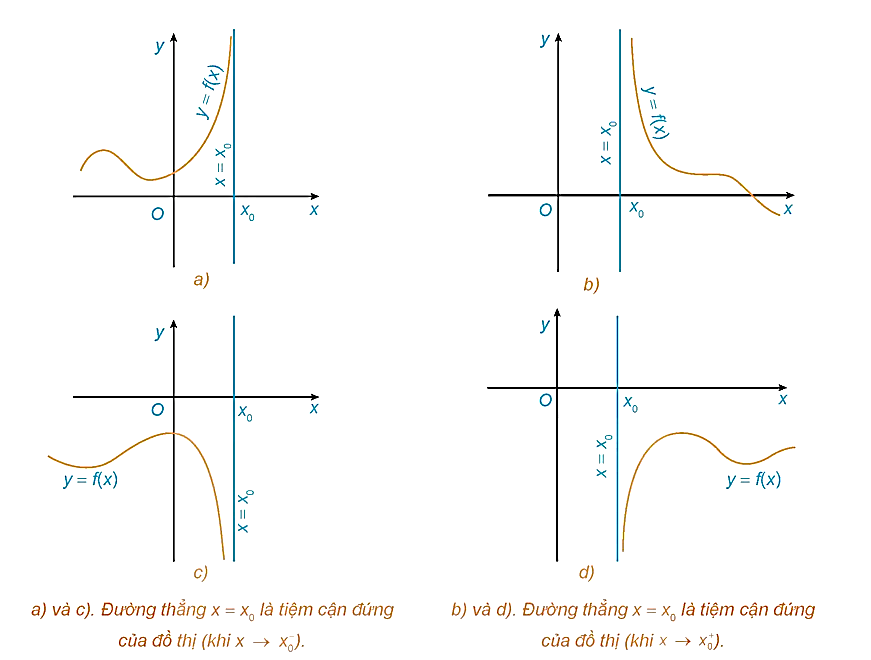 y
y = f(x)
x = x₀
O
x₀
x
a)
y
y = f(x)
x = x₀
O
x₀
x
b)
y
O
x₀
x
y = f(x)
x = x₀
c)
y
O
x₀
x
x = x₀
y = f(x)
d)
a) và c). Đường thẳng x = x₀ là tiệm cận đứng
của đồ thị (khi x → x₀⁻).
b) và d). Đường thẳng x = x₀ là tiệm cận đứng
của đồ thị (khi x → x₀⁺).